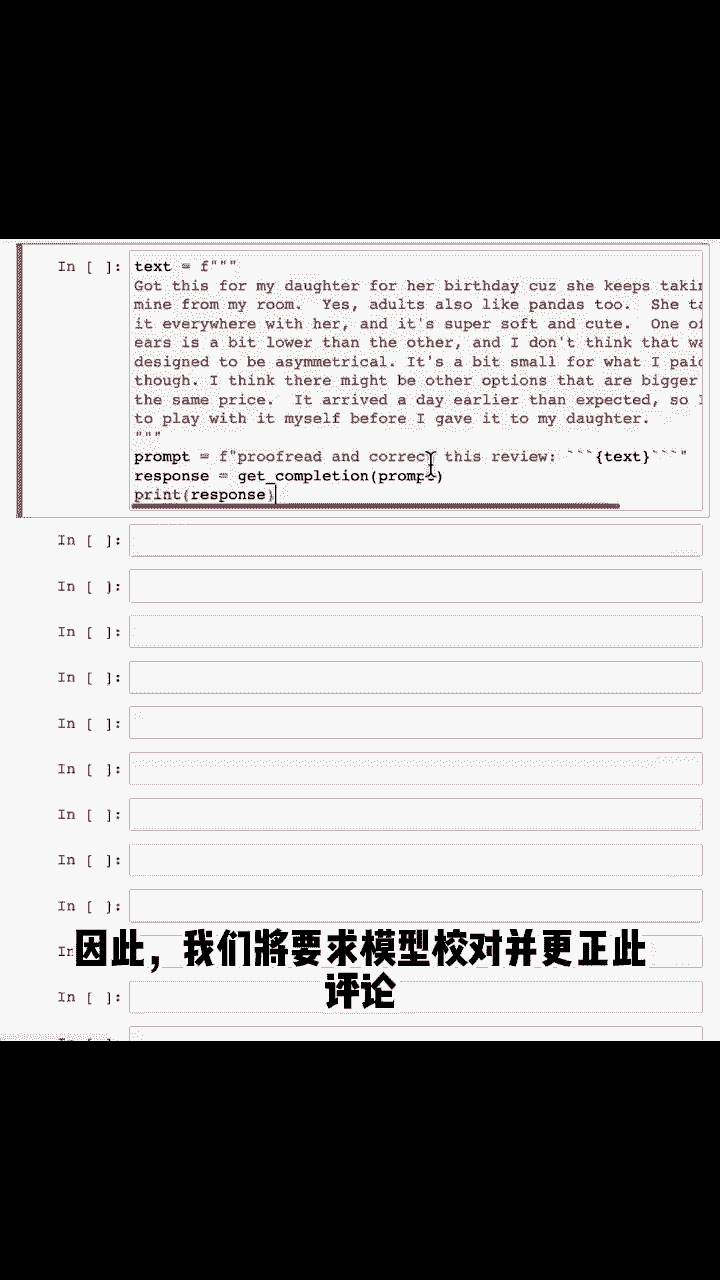 In [ ]: text = f"""
Got this for my daughter for her birthday cuz she keeps takin
mine from my room.  Yes, adults also like pandas too.  She ta
it everywhere with her, and it's super soft and cute.  One of
ears is a bit lower than the other, and I don't think that wa
designed to be asymmetrical. It's a bit small for what I paid
though. I think there might be other options that are bigger
the same price.  It arrived a day earlier than expected, so I
to play with it myself before I gave it to my daughter.
"""
prompt = f"proofread and correct this review: ```{text}```"
response = get_completion(prompt)
print(response)
In [ ]:
In [ ]:
In [ ]:
In [ ]:
In [ ]:
In [ ]:
In [ ]:
In [ ]:
In [ ]:
In
因此，我们將要求模型校对并更正此
评论
In [ ]: